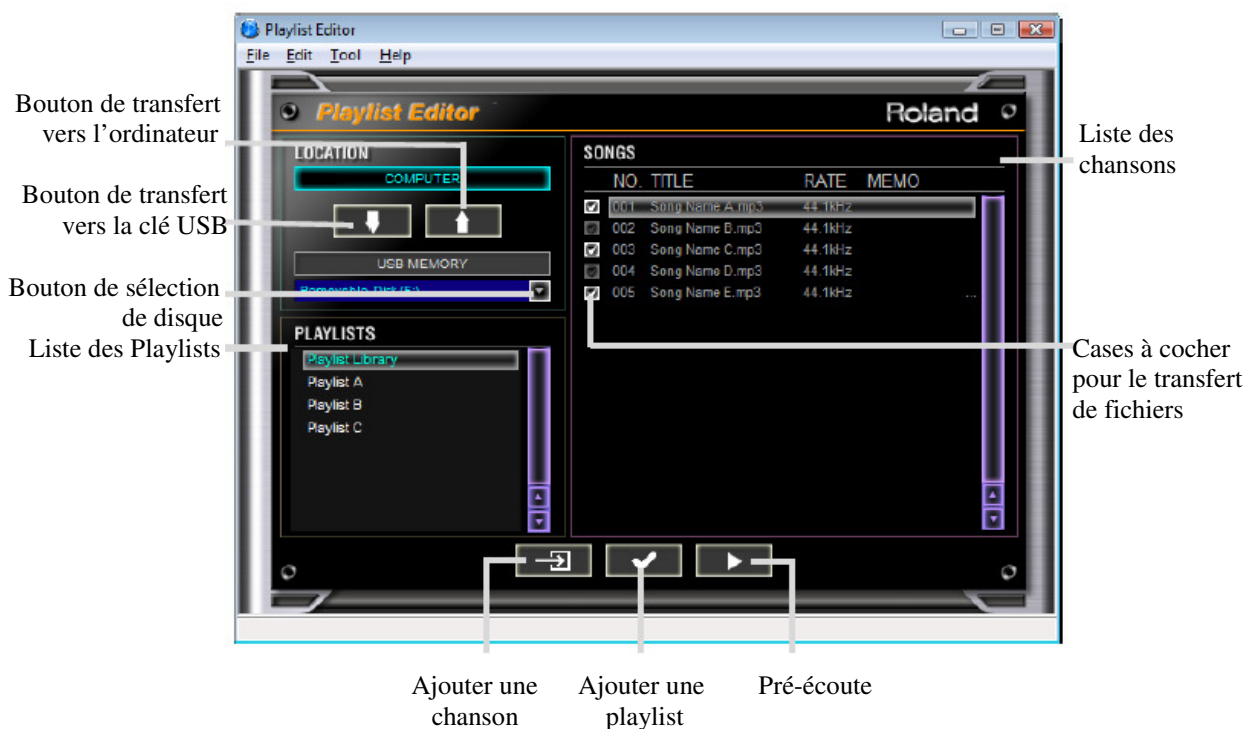 Playlist Editor
File Edit Tool Help
Playlist Editor
Roland
Bouton de transfert
vers l'ordinateur
Bouton de transfert
vers la clé USB
Bouton de sélection
de disque
Liste des Playlists
LOCATION
COMPUTER
USB MEMORY
Removable Disk (E:)
PLAYLISTS
Playlist Library
Playlist A
Playlist B
Playlist C
SONGS
NO. TITLE RATE MEMO
001 Song Name A.mp3 44.1kHz
002 Song Name B.mp3 44.1kHz
003 Song Name C.mp3 44.1kHz
004 Song Name D.mp3 44.1kHz
005 Song Name E.mp3 44.1kHz ...
Liste des
chansons
Cases à cocher
pour le transfert
de fichiers
Ajouter une
chanson
Ajouter une
playlist
Pré-écoute